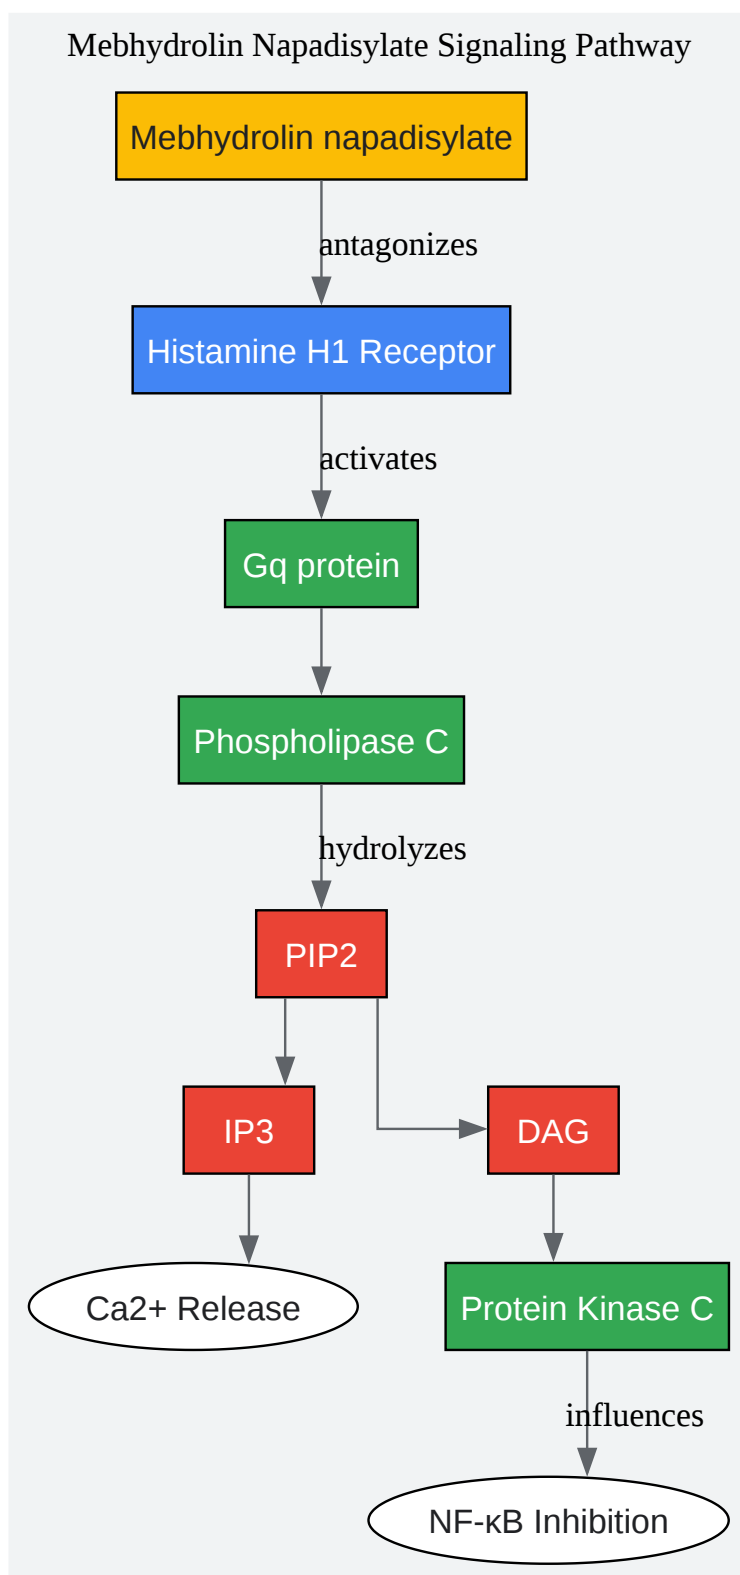 Mebhydrolin Napadisylate Signaling Pathway
Mebhydrolin napadisylate
antagonizes
Histamine H1 Receptor
activates
Gq protein
Phospholipase C
hydrolyzes
PIP2
IP3
DAG
Ca2+ Release
Protein Kinase C
influences
NF-κB Inhibition